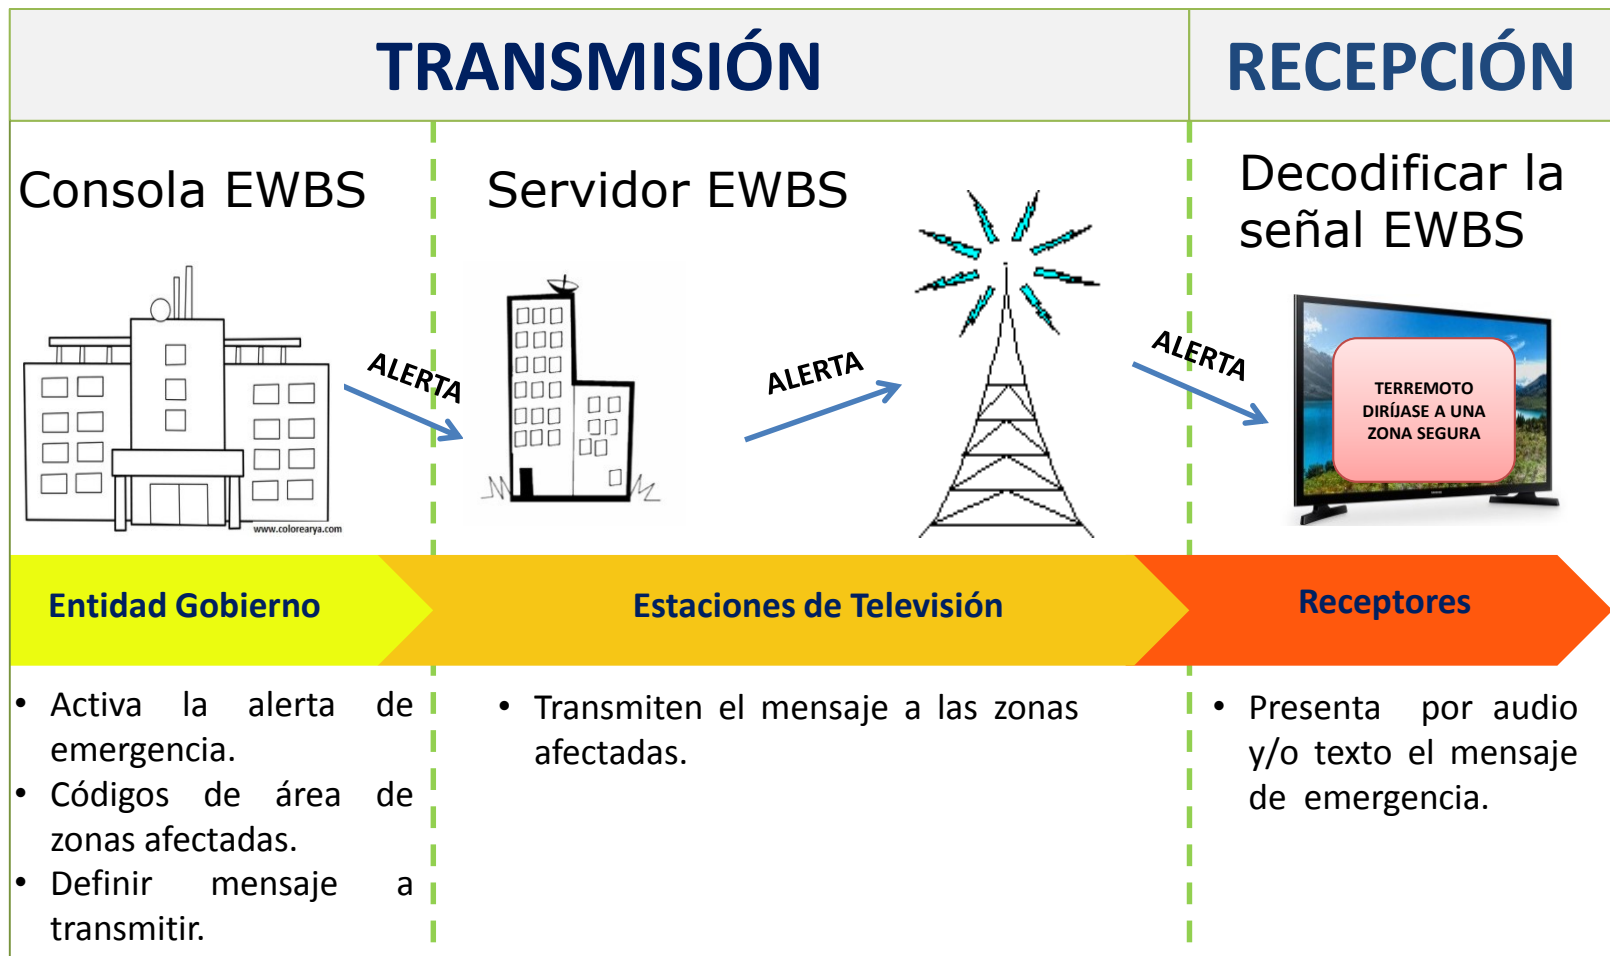 TRANSMISIÓN
RECEPCIÓN
Consola EWBS
Servidor EWBS
Decodificar la
señal EWBS
ALERTA
ALERTA
ALERTA
TERREMOTO
DIRÍJASE A UNA
ZONA SEGURA
www.colorearya.com
Entidad Gobierno
Estaciones de Televisión
Receptores
• Activa la alerta de
emergencia.
• Códigos de área de
zonas afectadas.
• Definir mensaje a
transmitir.
• Transmiten el mensaje a las zonas
afectadas.
• Presenta por audio
y/o texto el mensaje
de emergencia.